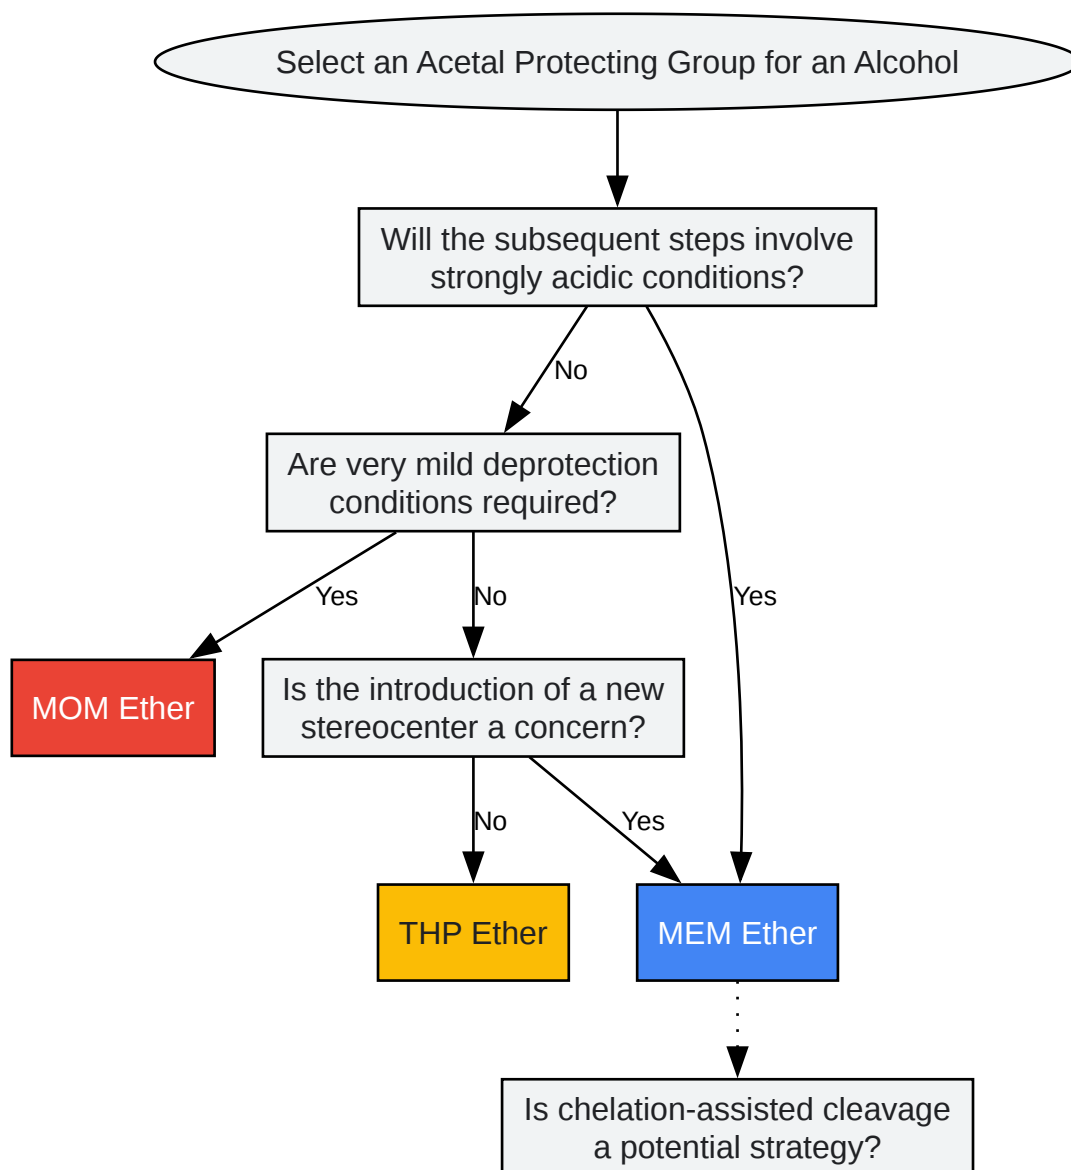 Select an Acetal Protecting Group for an Alcohol
Will the subsequent steps involve
strongly acidic conditions?
No
Are very mild deprotection
conditions required?
Yes
No
Yes
MOM Ether
Is the introduction of a new
stereocenter a concern?
No
Yes
THP Ether
MEM Ether
Is chelation-assisted cleavage
a potential strategy?